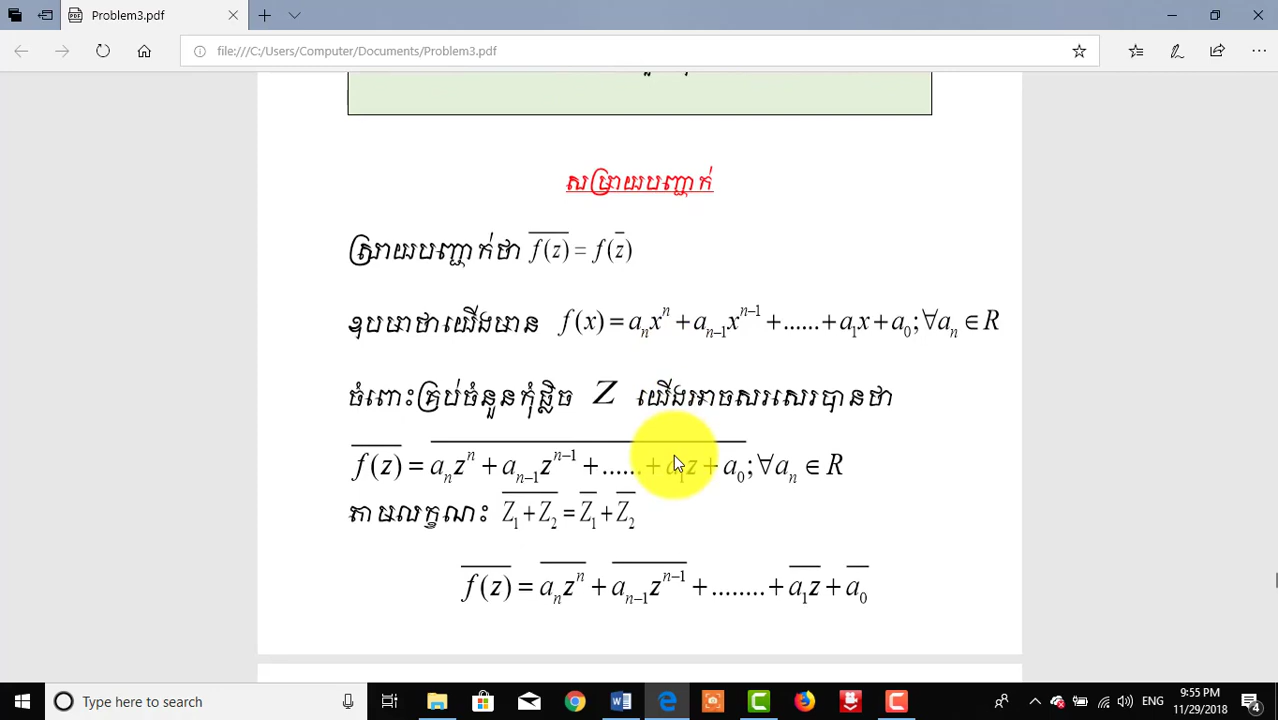 Problem3.pdf
file:///C:/Users/Computer/Documents/Problem3.pdf
សម្រាយបញ្ជាក់
ស្រាយបញ្ជាក់ថា $\overline{f(z)} = f(\overline{z})$
ឧបមាថាយើងមាន $f(x) = a_n x^n + a_{n-1} x^{n-1} + ...... + a_1 x + a_0 ; \forall a_n \in R$
ចំពោះគ្រប់ចំនួនកុំផ្លិច Z យើងអាចសរសេរបានថា
$\overline{f(z)} = \overline{a_n z^n + a_{n-1} z^{n-1} + ...... + a_1 z + a_0} ; \forall a_n \in R$
តាមលក្ខណះ $\overline{Z_1 + Z_2} = \overline{Z_1} + \overline{Z_2}$
$\overline{f(z)} = \overline{a_n z^n} + \overline{a_{n-1} z^{n-1}} + ........ + \overline{a_1 z} + \overline{a_0}$
Type here to search
ENG
9:55 PM
11/29/2018
4